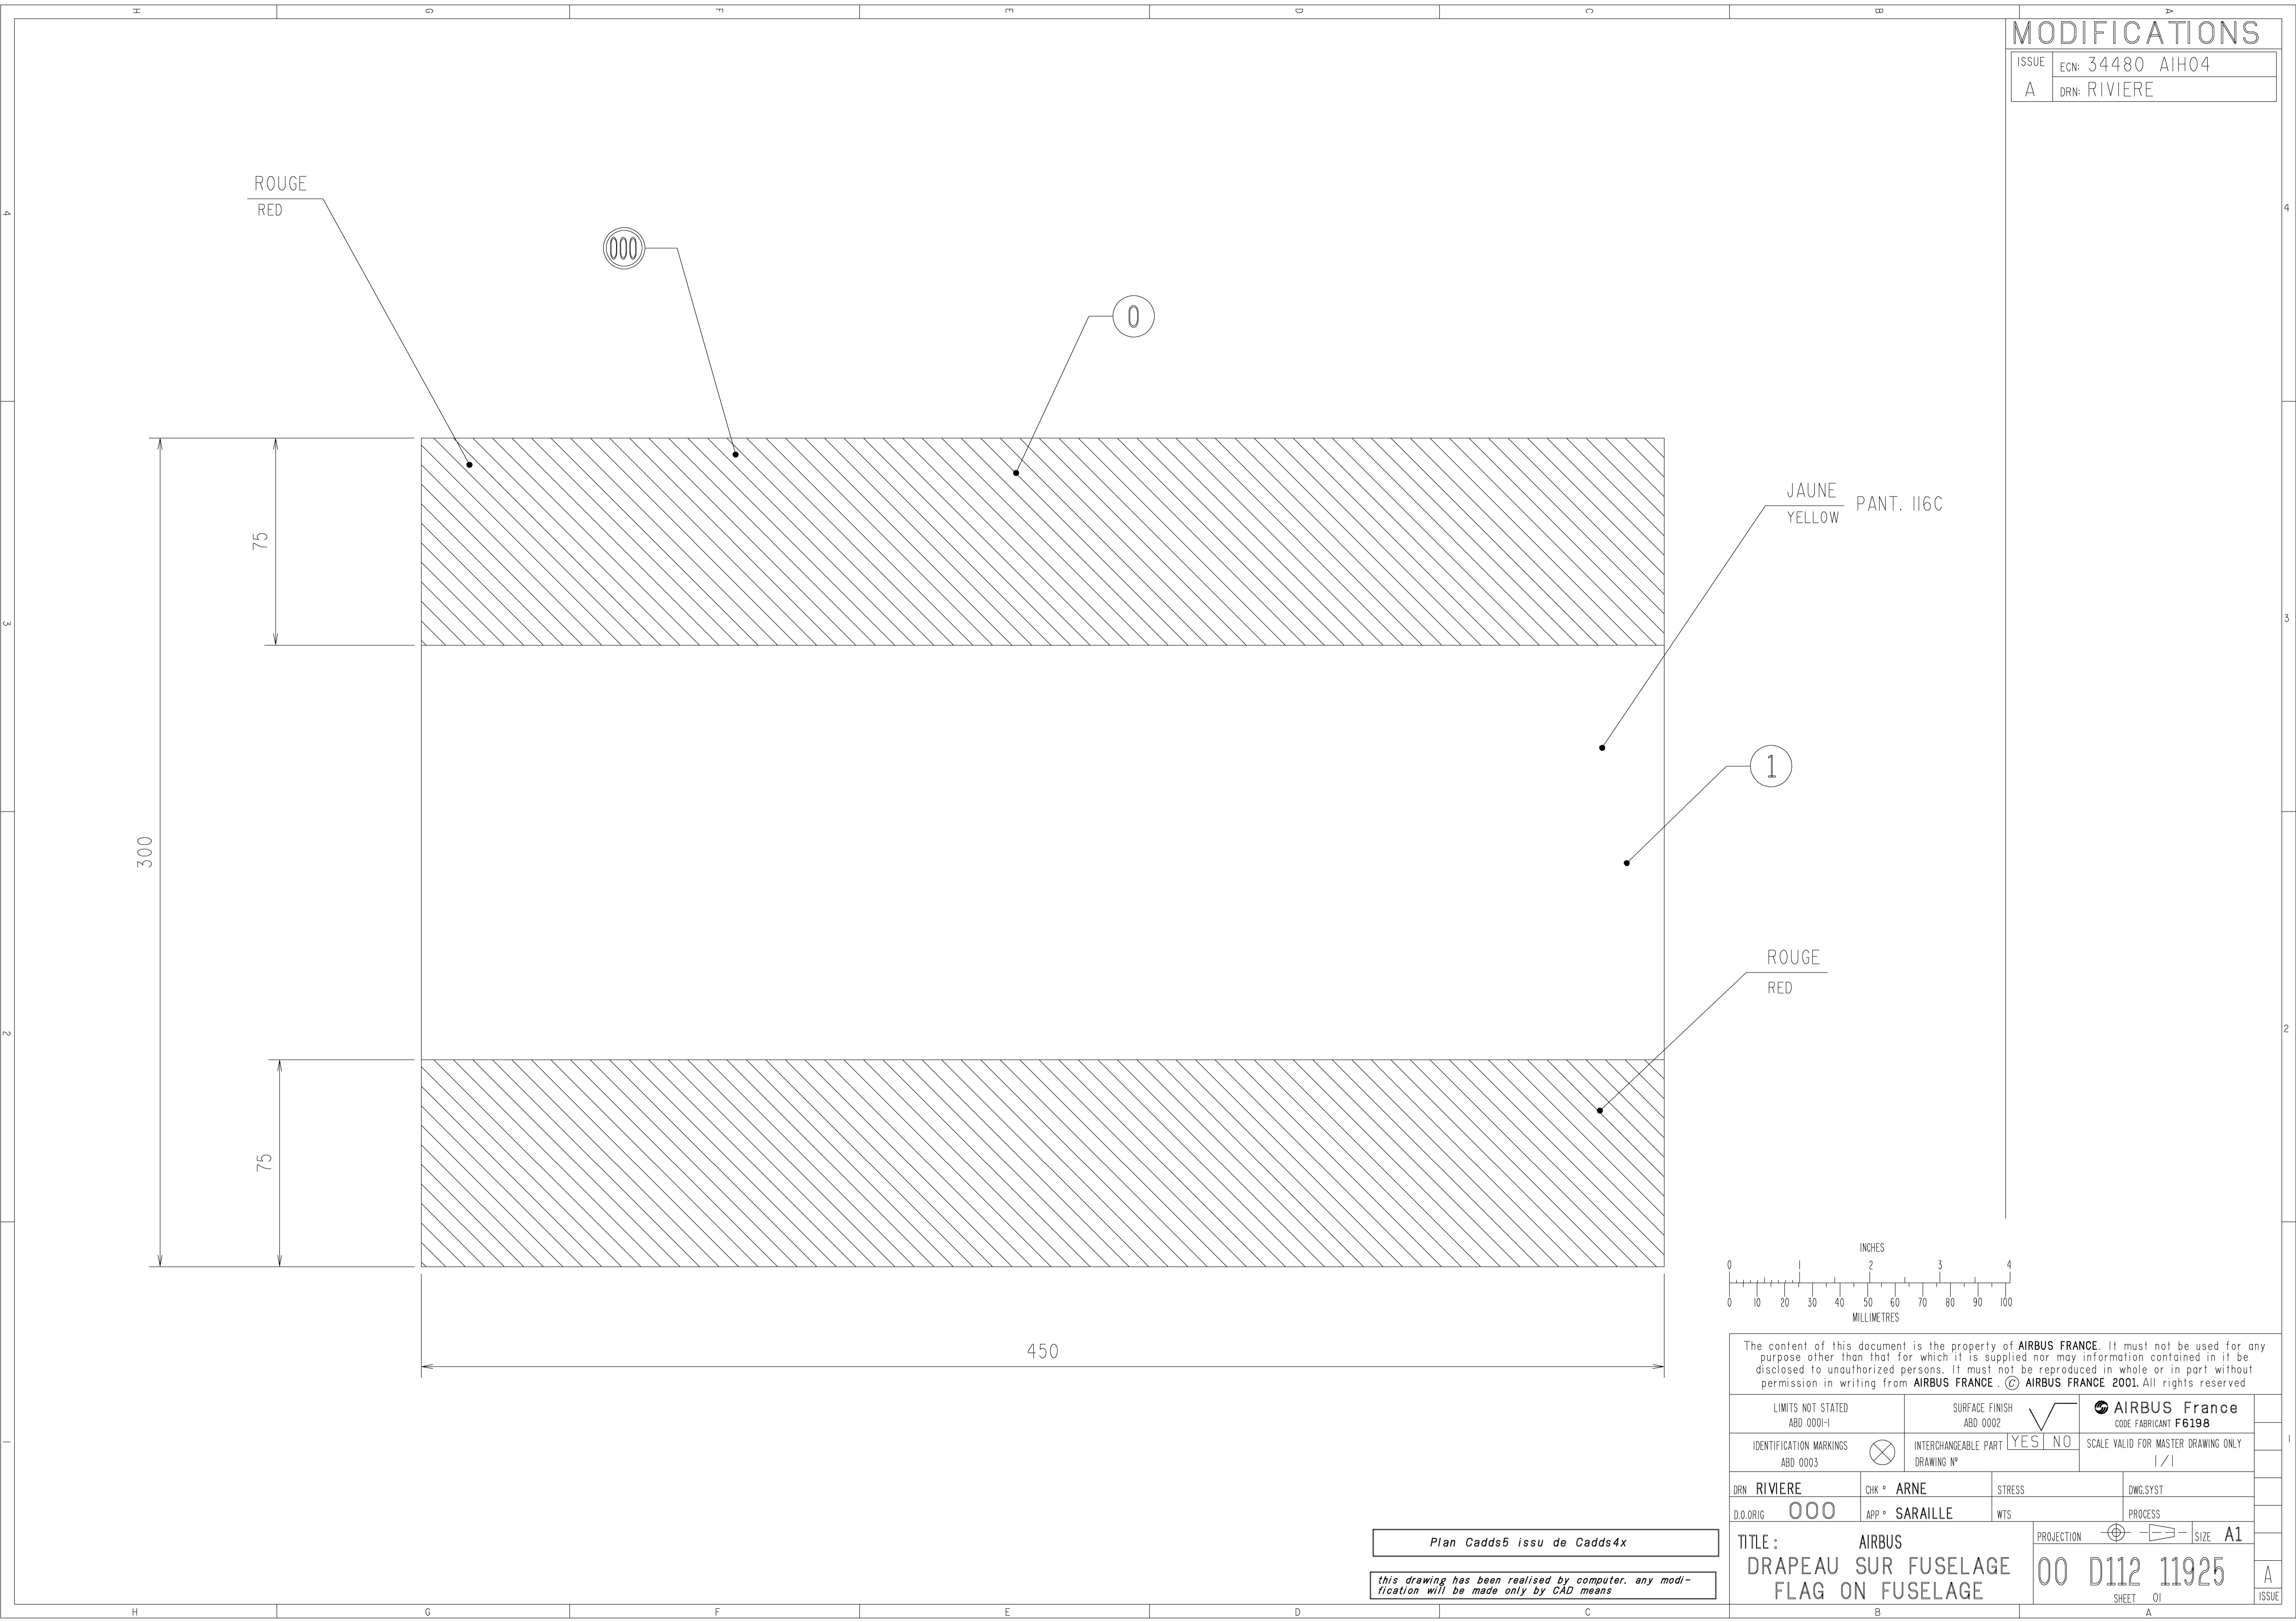 H G F E D C B A
MODIFICATIONS
ISSUE ECN: 34480 AIH04
A DRN: RIVIERE
ROUGE
RED
4
4
000
0
JAUNE
YELLOW
PANT. 116C
75
3
3
1
300
ROUGE
RED
2
2
75
450
INCHES
0 1 2 3 4
0 10 20 30 40 50 60 70 80 90 100
MILLIMETRES
The content of this document is the property of AIRBUS FRANCE. It must not be used for any
purpose other than that for which it is supplied nor may information contained in it be
disclosed to unauthorized persons. It must not be reproduced in whole or in part without
permission in writing from AIRBUS FRANCE . © AIRBUS FRANCE 2001. All rights reserved
LIMITS NOT STATED
ABD 0001-1
SURFACE FINISH
ABD 0002
AIRBUS France
CODE FABRICANT F6198
1
1
IDENTIFICATION MARKINGS
ABD 0003
INTERCHANGEABLE PART YES NO
DRAWING Nº
SCALE VALID FOR MASTER DRAWING ONLY
1/1
DRN RIVIERE
CHK º ARNE
STRESS
DWG.SYST
D.O.ORIG 000
APP º SARAILLE
WTS
PROCESS
TITLE : AIRBUS
DRAPEAU SUR FUSELAGE
FLAG ON FUSELAGE
PROJECTION SIZE A1
00 D112 11925
SHEET 01
A
ISSUE
Plan Cadds5 issu de Cadds4x
this drawing has been realised by computer, any modi-
fication will be made only by CAD means
H G F E D C B A